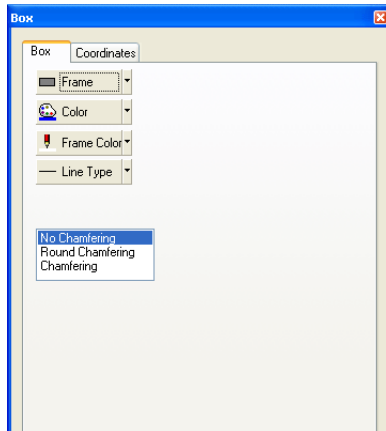 Box
Box Coordinates
Frame
Color
Frame Color
Line Type
No Chamfering
Round Chamfering
Chamfering